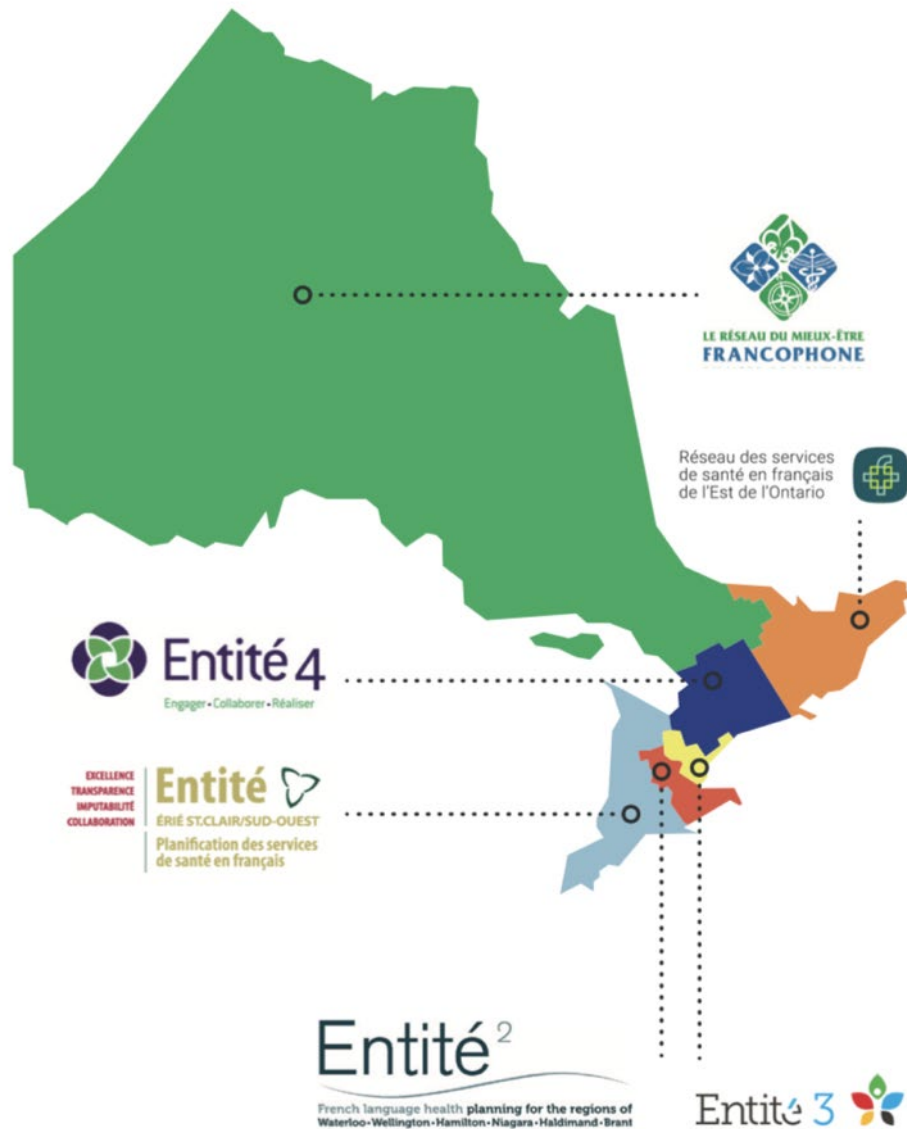 LE RÉSEAU DU MIEUX-ÊTRE
FRANCOPHONE
Réseau des services
de santé en français
de l'Est de l'Ontario
Entité 4
Engager•Collaborer•Réaliser
EXCELLENCE
TRANSPARENCE
IMPUTABILITÉ
COLLABORATION
Entité
ÉRIÉ ST.CLAIR/SUD-OUEST
Planification des services
de santé en français
Entité 2
French language health planning for the regions of
Waterloo•Wellington•Hamilton•Niagara•Haldimand•Brant
Entité 3